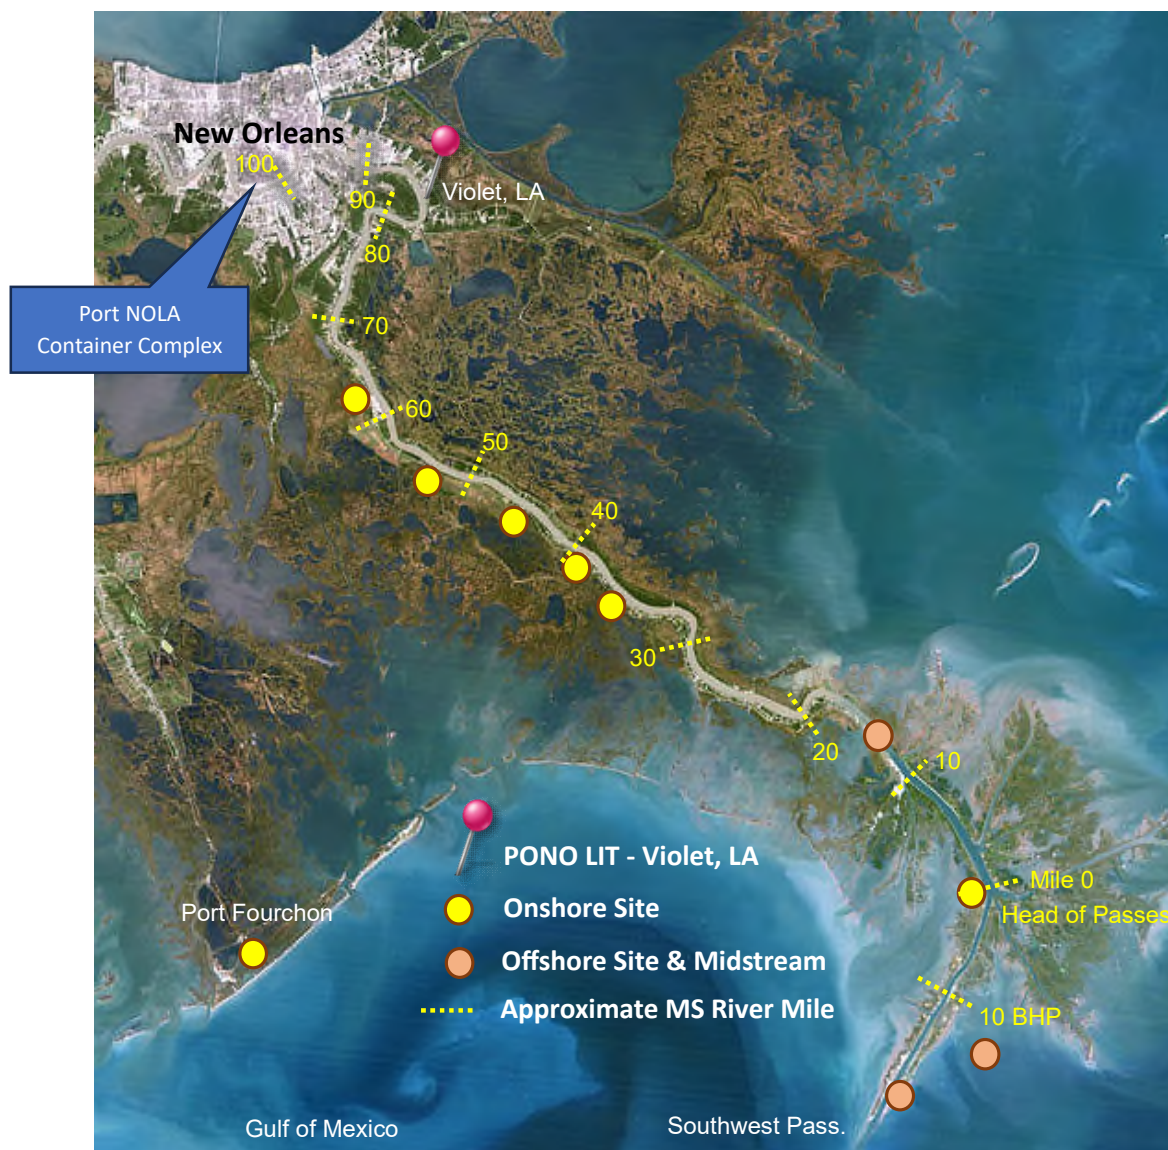 New Orleans
100
Violet, LA
90
80
Port NOLA
Container Complex
70
60
50
40
30
20
10
PONO LIT - Violet, LA
Mile 0
Onshore Site
Port Fourchon
Head of Passes
Offshore Site & Midstream
Approximate MS River Mile
10 BHP
Gulf of Mexico
Southwest Pass.